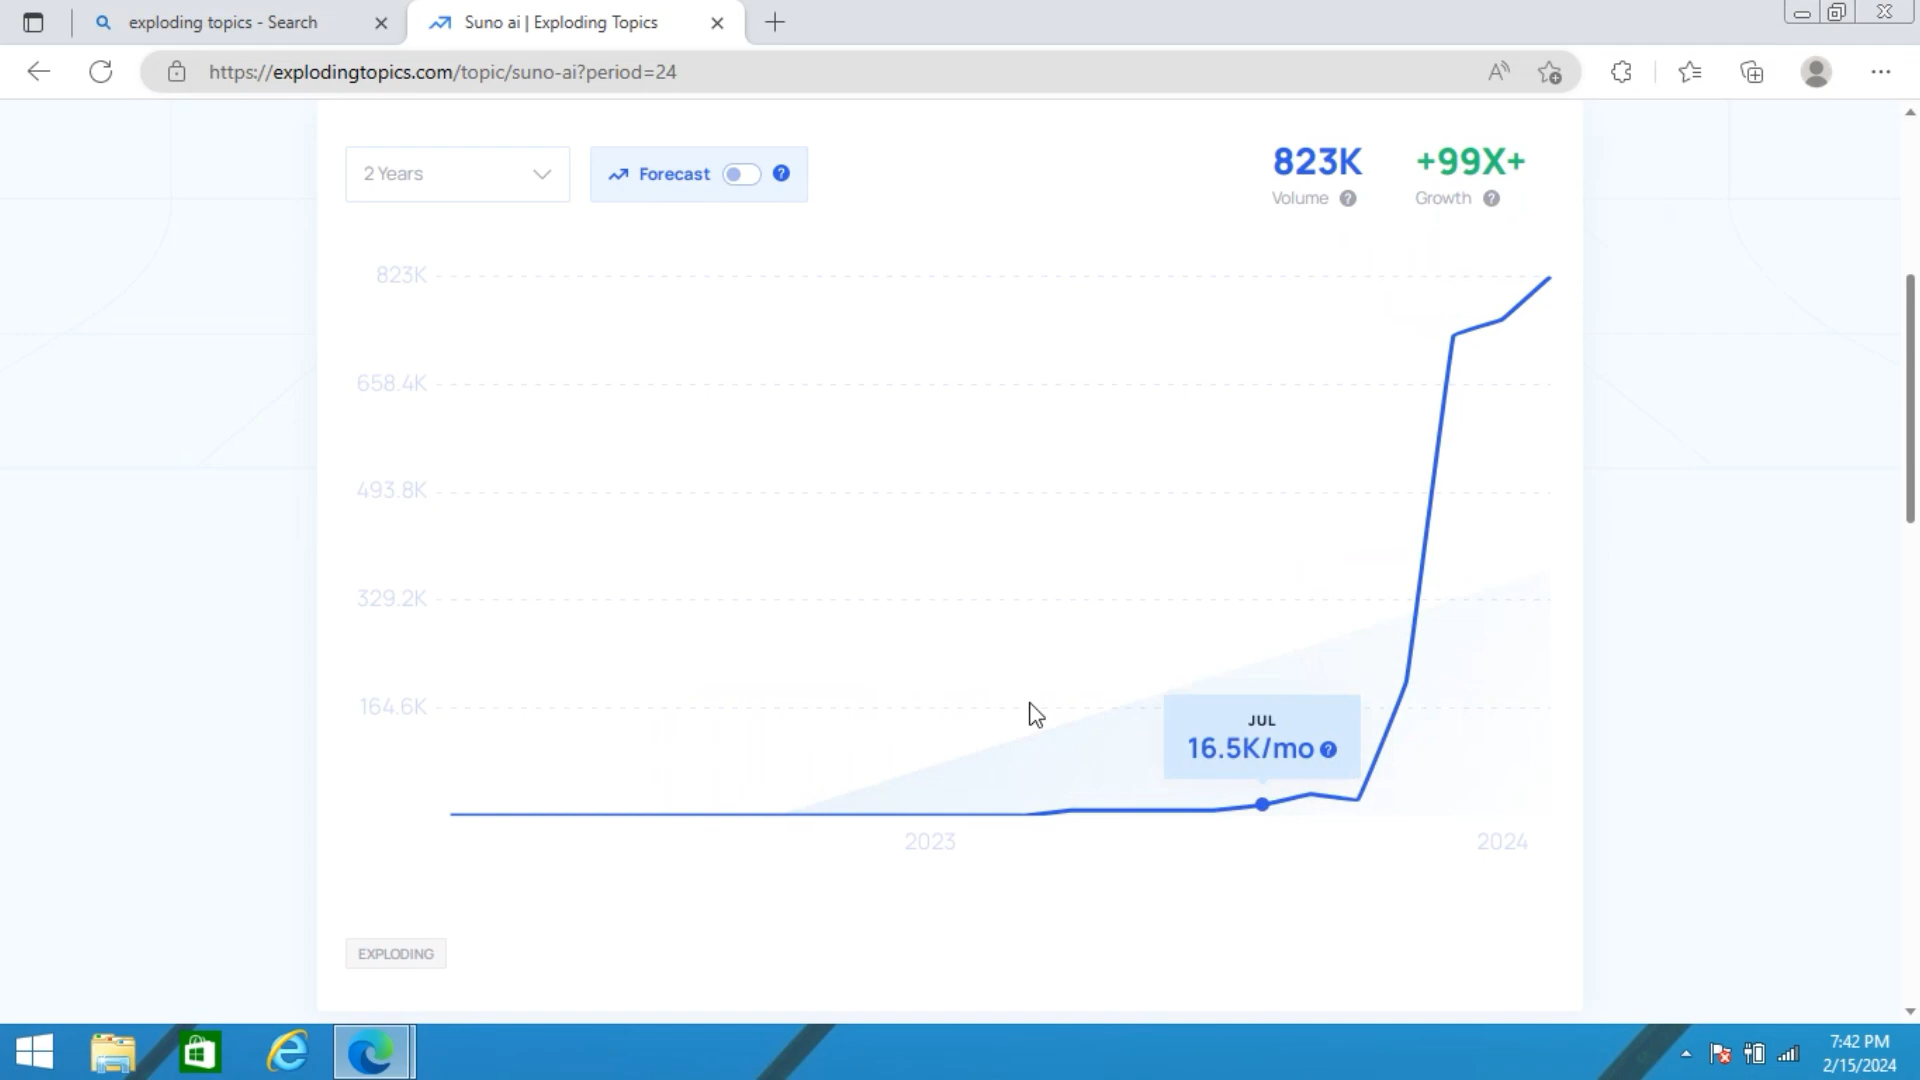 exploding topics - Search
Suno ai | Exploding Topics
https://explodingtopics.com/topic/suno-ai?period=24
2 Years
Forecast
?
823K
Volume ?
+99X+
Growth ?
823K
658.4K
493.8K
329.2K
164.6K
JUL
16.5K/mo ?
2023
2024
EXPLODING
7:42 PM
2/15/2024